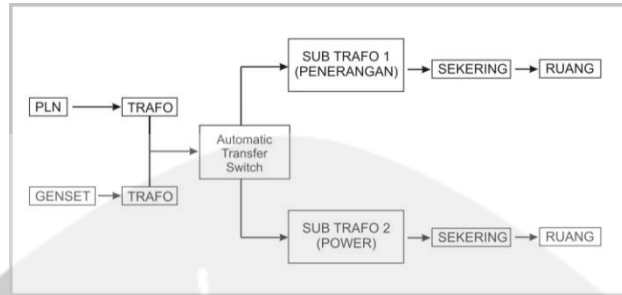 SUB TRAFO 1
(PENERANGAN)
SEKERING
RUANG
PLN
TRAFO
Automatic
Transfer
Switch
GENSET
TRAFO
SUB TRAFO 2
(POWER)
SEKERING
RUANG